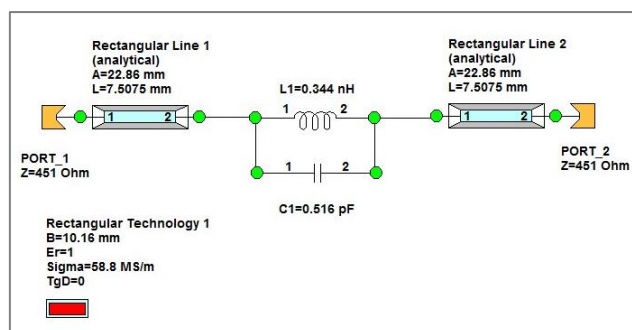 Rectangular Line 1
(analytical)
A=22.86 mm
L=7.5075 mm
1 2
PORT_1
Z=451 Ohm
L1=0.344 nH
1 2
1 2
C1=0.516 pF
Rectangular Line 2
(analytical)
A=22.86 mm
L=7.5075 mm
1 2
PORT_2
Z=451 Ohm
Rectangular Technology 1
B=10.16 mm
Er=1
Sigma=58.8 MS/m
TgD=0